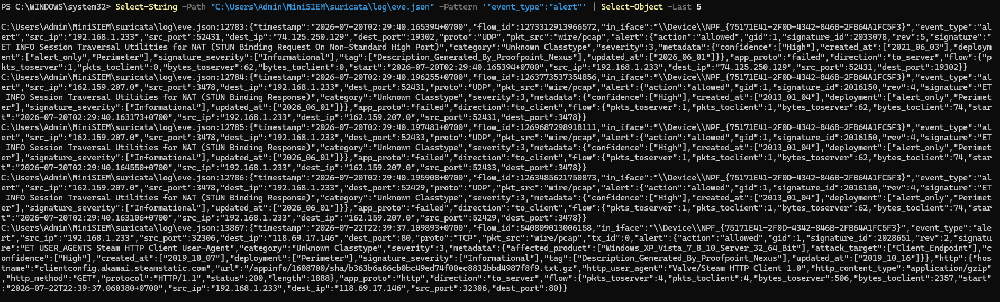 PS C:\WINDOWS\system32> Select-String -Path "C:\Users\Admin\MiniSIEM\suricata\log\eve.json" -Pattern '"event_type":"alert"' | Select-Object -Last 5
C:\Users\Admin\MiniSIEM\suricata\log\eve.json:12783:{"timestamp":"2026-07-20T02:29:40.165394+0700","flow_id":1273312913966572,"in_iface":"\\Device\\NPF_{75171E41-2F0D-4342-846B-2FB64A1FC5F3}","event_type":"al
ert","src_ip":"192.168.1.233","src_port":52431,"dest_ip":"74.125.250.129","dest_port":19302,"proto":"UDP","pkt_src":"wire/pcap","alert":{"action":"allowed","gid":1,"signature_id":2033078,"rev":5,"signature":"
ET INFO Session Traversal Utilities for NAT (STUN Binding Request On Non-Standard High Port)","category":"Unknown Classtype","severity":3,"metadata":{"confidence":["High"],"created_at":["2021_06_03"],"deploym
ent":["alert_only","Perimeter"],"signature_severity":["Informational"],"tag":["Description_Generated_By_Proofpoint_Nexus"],"updated_at":["2026_06_01"]}},"app_proto":"failed","direction":"to_server","flow":{"p
kts_toserver":1,"pkts_toclient":0,"bytes_toserver":62,"bytes_toclient":0,"start":"2026-07-20T02:29:40.165394+0700","src_ip":"192.168.1.233","dest_ip":"74.125.250.129","src_port":52431,"dest_port":19302}}
C:\Users\Admin\MiniSIEM\suricata\log\eve.json:12784:{"timestamp":"2026-07-20T02:29:40.196255+0700","flow_id":1263773537354856,"in_iface":"\\Device\\NPF_{75171E41-2F0D-4342-846B-2FB64A1FC5F3}","event_type":"al
ert","src_ip":"162.159.207.0","src_port":3478,"dest_ip":"192.168.1.233","dest_port":52431,"proto":"UDP","pkt_src":"wire/pcap","alert":{"action":"allowed","gid":1,"signature_id":2016150,"rev":4,"signature":"ET
 INFO Session Traversal Utilities for NAT (STUN Binding Response)","category":"Unknown Classtype","severity":3,"metadata":{"confidence":["High"],"created_at":["2013_01_04"],"deployment":["alert_only","Perimet
er"],"signature_severity":["Informational"],"updated_at":["2026_06_01"]}},"app_proto":"failed","direction":"to_client","flow":{"pkts_toserver":1,"pkts_toclient":1,"bytes_toserver":62,"bytes_toclient":74,"star
t":"2026-07-20T02:29:40.163173+0700","src_ip":"192.168.1.233","dest_ip":"162.159.207.0","src_port":52431,"dest_port":3478}}
C:\Users\Admin\MiniSIEM\suricata\log\eve.json:12785:{"timestamp":"2026-07-20T02:29:40.197481+0700","flow_id":1269687298918111,"in_iface":"\\Device\\NPF_{75171E41-2F0D-4342-846B-2FB64A1FC5F3}","event_type":"al
ert","src_ip":"162.159.207.0","src_port":3478,"dest_ip":"192.168.1.233","dest_port":52433,"proto":"UDP","pkt_src":"wire/pcap","alert":{"action":"allowed","gid":1,"signature_id":2016150,"rev":4,"signature":"ET
 INFO Session Traversal Utilities for NAT (STUN Binding Response)","category":"Unknown Classtype","severity":3,"metadata":{"confidence":["High"],"created_at":["2013_01_04"],"deployment":["alert_only","Perimet
er"],"signature_severity":["Informational"],"updated_at":["2026_06_01"]}},"app_proto":"failed","direction":"to_client","flow":{"pkts_toserver":1,"pkts_toclient":1,"bytes_toserver":62,"bytes_toclient":74,"star
t":"2026-07-20T02:29:40.164550+0700","src_ip":"192.168.1.233","dest_ip":"162.159.207.0","src_port":52433,"dest_port":3478}}
C:\Users\Admin\MiniSIEM\suricata\log\eve.json:12786:{"timestamp":"2026-07-20T02:29:40.195908+0700","flow_id":1263485621750873,"in_iface":"\\Device\\NPF_{75171E41-2F0D-4342-846B-2FB64A1FC5F3}","event_type":"al
ert","src_ip":"162.159.207.0","src_port":3478,"dest_ip":"192.168.1.233","dest_port":52429,"proto":"UDP","pkt_src":"wire/pcap","alert":{"action":"allowed","gid":1,"signature_id":2016150,"rev":4,"signature":"ET
 INFO Session Traversal Utilities for NAT (STUN Binding Response)","category":"Unknown Classtype","severity":3,"metadata":{"confidence":["High"],"created_at":["2013_01_04"],"deployment":["alert_only","Perimet
er"],"signature_severity":["Informational"],"updated_at":["2026_06_01"]}},"app_proto":"failed","direction":"to_client","flow":{"pkts_toserver":1,"pkts_toclient":1,"bytes_toserver":62,"bytes_toclient":74,"star
t":"2026-07-20T02:29:40.163106+0700","src_ip":"192.168.1.233","dest_ip":"162.159.207.0","src_port":52429,"dest_port":3478}}
C:\Users\Admin\MiniSIEM\suricata\log\eve.json:13867:{"timestamp":"2026-07-22T22:39:37.109893+0700","flow_id":540809013006158,"in_iface":"\\Device\\NPF_{75171E41-2F0D-4342-846B-2FB64A1FC5F3}","event_type":"ale
rt","src_ip":"192.168.1.233","src_port":32306,"dest_ip":"118.69.17.146","dest_port":80,"proto":"TCP","pkt_src":"wire/pcap","tx_id":0,"alert":{"action":"allowed","gid":1,"signature_id":2028651,"rev":2,"signatu
re":"ET USER_AGENTS Steam HTTP Client User-Agent","category":"Unknown Classtype","severity":3,"metadata":{"affected_product":["Windows_XP_Vista_7_8_10_Server_32_64_Bit"],"attack_target":["Client_Endpoint"],"c
onfidence":["High"],"created_at":["2019_10_07"],"deployment":["Perimeter"],"signature_severity":["Informational"],"tag":["Description_Generated_By_Proofpoint_Nexus"],"updated_at":["2019_10_16"]}},"http":{"hos
tname":"clientconfig.akamai.steamstatic.com","url":"/appinfo/1608700/sha/b363b6a66cb0bc49ed74f00ec8832bbd4987f8f9.txt.gz","http_user_agent":"Valve/Steam HTTP Client 1.0","http_content_type":"application/gzip"
,"http_method":"GET","protocol":"HTTP/1.1","status":200,"length":1888},"app_proto":"http","direction":"to_server","flow":{"pkts_toserver":4,"pkts_toclient":4,"bytes_toserver":506,"bytes_toclient":2357,"start"
:"2026-07-22T22:39:37.060380+0700","src_ip":"192.168.1.233","dest_ip":"118.69.17.146","src_port":32306,"dest_port":80}}